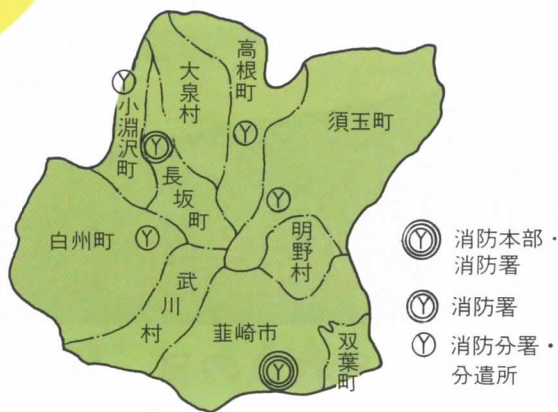 高根町
大泉村
小淵沢町
須玉町
長坂町
白州町
明野村
武川村
韮崎市
双葉町
消防本部・
消防署
消防署
消防分署・
分遣所